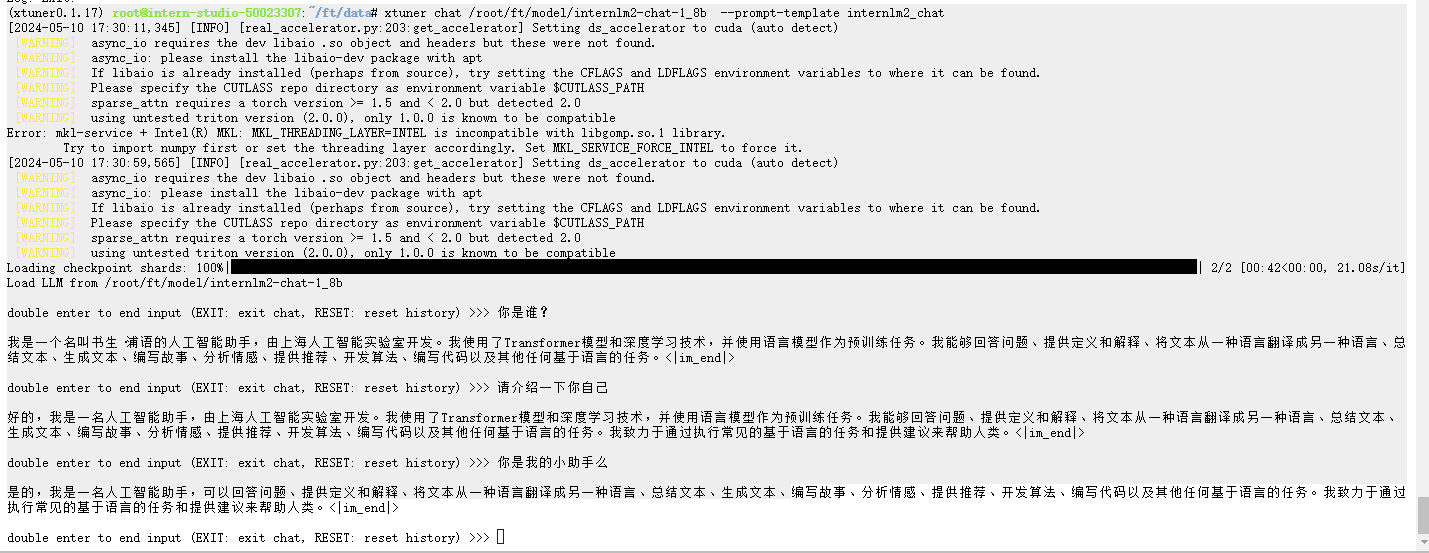 (xtuner0.1.17) root@intern-studio-50023307:~/ft/data# xtuner chat /root/ft/model/internlm2-chat-1_8b  --prompt-template internlm2_chat
[2024-05-10 17:30:11,345] [INFO] [real_accelerator.py:203:get_accelerator] Setting ds_accelerator to cuda (auto detect)
[WARNING]  async_io requires the dev libaio .so object and headers but these were not found.
[WARNING]  async_io: please install the libaio-dev package with apt
[WARNING]  If libaio is already installed (perhaps from source), try setting the CFLAGS and LDFLAGS environment variables to where it can be found.
[WARNING]  Please specify the CUTLASS repo directory as environment variable $CUTLASS_PATH
[WARNING]  sparse_attn requires a torch version >= 1.5 and < 2.0 but detected 2.0
[WARNING]  using untested triton version (2.0.0), only 1.0.0 is known to be compatible
Error: mkl-service + Intel(R) MKL: MKL_THREADING_LAYER=INTEL is incompatible with libgomp.so.1 library.
Try to import numpy first or set the threading layer accordingly. Set MKL_SERVICE_FORCE_INTEL to force it.
[2024-05-10 17:30:59,565] [INFO] [real_accelerator.py:203:get_accelerator] Setting ds_accelerator to cuda (auto detect)
[WARNING]  async_io requires the dev libaio .so object and headers but these were not found.
[WARNING]  async_io: please install the libaio-dev package with apt
[WARNING]  If libaio is already installed (perhaps from source), try setting the CFLAGS and LDFLAGS environment variables to where it can be found.
[WARNING]  Please specify the CUTLASS repo directory as environment variable $CUTLASS_PATH
[WARNING]  sparse_attn requires a torch version >= 1.5 and < 2.0 but detected 2.0
[WARNING]  using untested triton version (2.0.0), only 1.0.0 is known to be compatible
Loading checkpoint shards: 100%| | 2/2 [00:42<00:00, 21.08s/it]
Load LLM from /root/ft/model/internlm2-chat-1_8b
double enter to end input (EXIT: exit chat, RESET: reset history) >>> 你是谁？
我是一个名叫书生·浦语的人工智能助手，由上海人工智能实验室开发。我使用了Transformer模型和深度学习技术，并使用语言模型作为预训练任务。我能够回答问题、提供定义和解释、将文本从一种语言翻译成另一种语言、总
结文本、生成文本、编写故事、分析情感、提供推荐、开发算法、编写代码以及其他任何基于语言的任务。<|im_end|>
double enter to end input (EXIT: exit chat, RESET: reset history) >>> 请介绍一下你自己
好的，我是一名人工智能助手，由上海人工智能实验室开发。我使用了Transformer模型和深度学习技术，并使用语言模型作为预训练任务。我能够回答问题、提供定义和解释、将文本从一种语言翻译成另一种语言、总结文本、
生成文本、编写故事、分析情感、提供推荐、开发算法、编写代码以及其他任何基于语言的任务。我致力于通过执行常见的基于语言的任务和提供建议来帮助人类。<|im_end|>
double enter to end input (EXIT: exit chat, RESET: reset history) >>> 你是我的小助手么
是的，我是一名人工智能助手，可以回答问题、提供定义和解释、将文本从一种语言翻译成另一种语言、总结文本、生成文本、编写故事、分析情感、提供推荐、开发算法、编写代码以及其他任何基于语言的任务。我致力于通过
执行常见的基于语言的任务和提供建议来帮助人类。<|im_end|>
double enter to end input (EXIT: exit chat, RESET: reset history) >>>